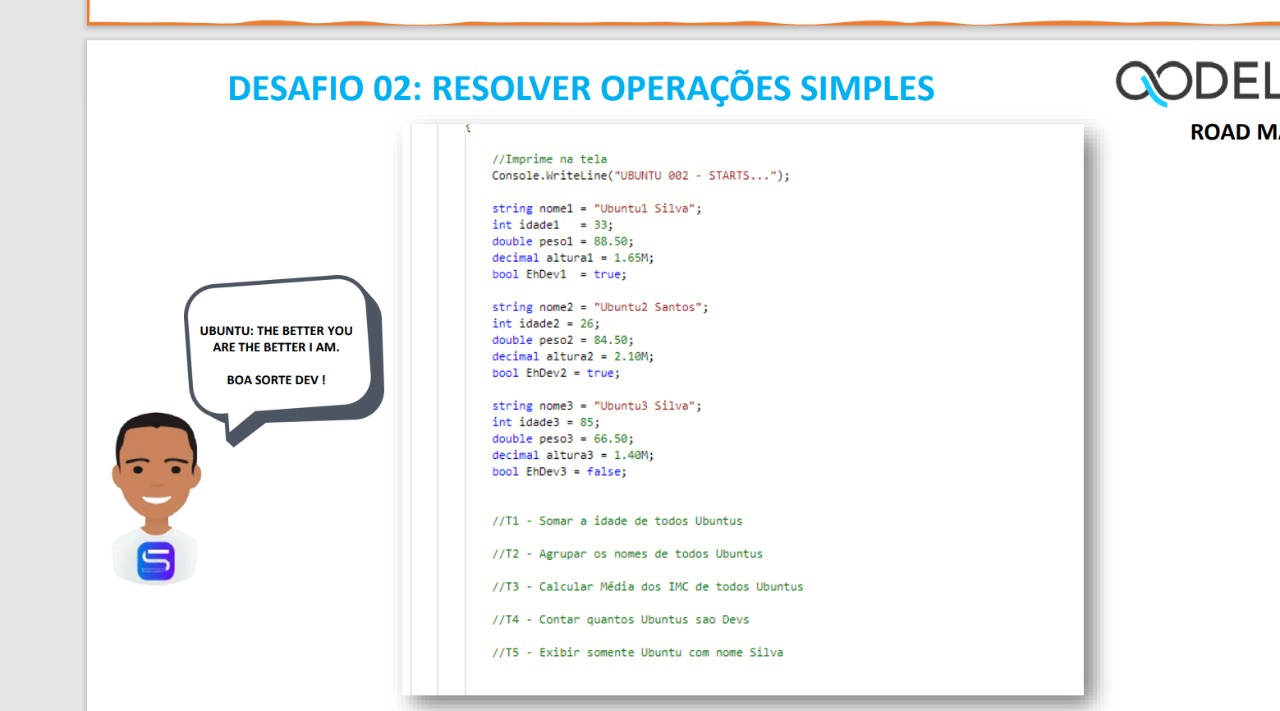 DESAFIO 02: RESOLVER OPERAÇÕES SIMPLES
ROAD
{
//Imprime na tela
Console.WriteLine("UBUNTU 002 - STARTS...");
string nome1 = "Ubuntu1 Silva";
int idade1   = 33;
double peso1 = 88.50;
decimal altura1 = 1.65M;
bool EhDev1  = true;
string nome2 = "Ubuntu2 Santos";
int idade2 = 26;
double peso2 = 84.50;
decimal altura2 = 2.10M;
bool EhDev2 = true;
string nome3 = "Ubuntu3 Silva";
int idade3 = 85;
double peso3 = 66.50;
decimal altura3 = 1.40M;
bool EhDev3 = false;
//T1 - Somar a idade de todos Ubuntus
//T2 - Agrupar os nomes de todos Ubuntus
//T3 - Calcular Média dos IMC de todos Ubuntus
//T4 - Contar quantos Ubuntus sao Devs
//T5 - Exibir somente Ubuntu com nome Silva
UBUNTU: THE BETTER YOU
ARE THE BETTER I AM.
BOA SORTE DEV !